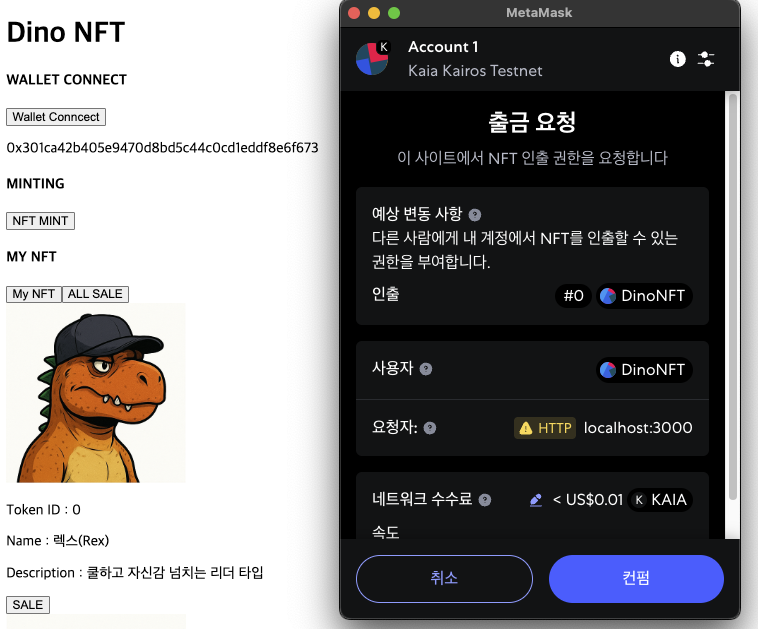 Dino NFT
WALLET CONNECT
Wallet Conncect
0x301ca42b405e9470d8bd5c44c0cd1eddf8e6f673
MINTING
NFT MINT
MY NFT
My NFT
ALL SALE
Token ID : 0
Name : 렉스(Rex)
Description : 쿨하고 자신감 넘치는 리더 타입
SALE
MetaMask
K
Account 1
Kaia Kairos Testnet
출금 요청
이 사이트에서 NFT 인출 권한을 요청합니다
예상 변동 사항 ?
다른 사람에게 내 계정에서 NFT를 인출할 수 있는
권한을 부여합니다.
인출 #0 DinoNFT
사용자 ? DinoNFT
요청자: ? HTTP localhost:3000
네트워크 수수료 ? < US$0.01 K KAIA
속도
취소
컨펌